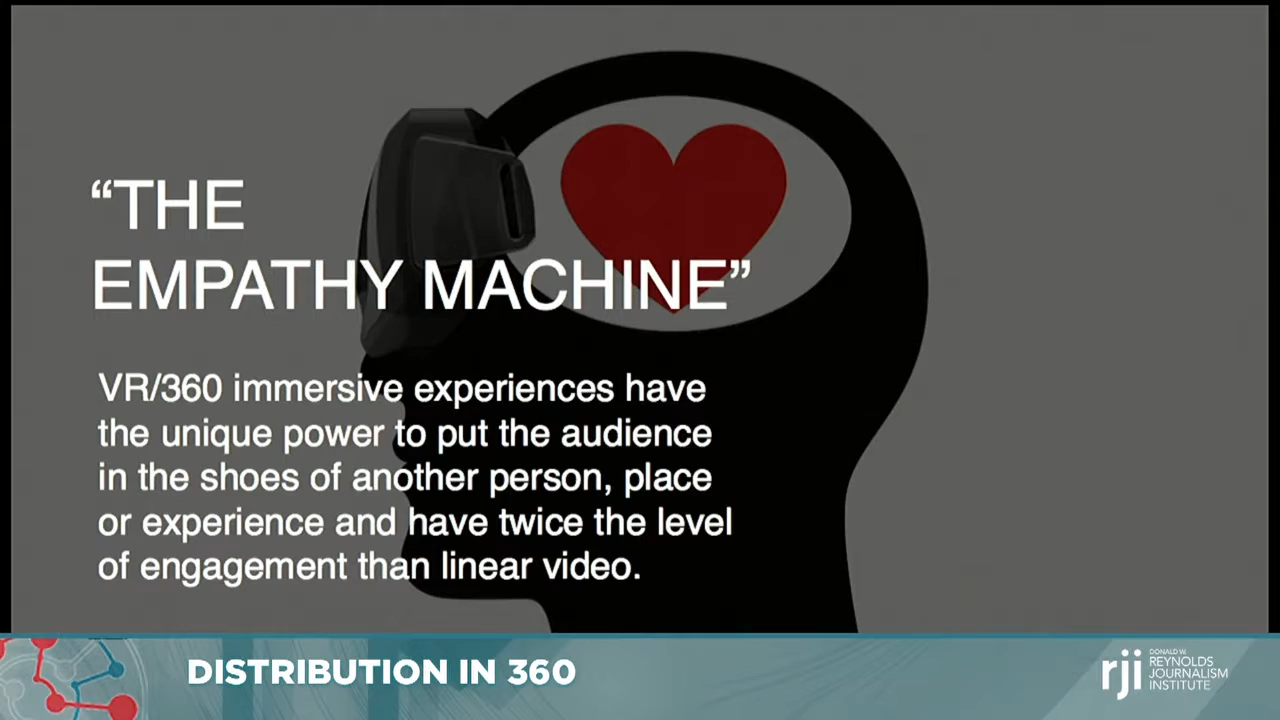 “THE
EMPATHY MACHINE”
VR/360 immersive experiences have
the unique power to put the audience
in the shoes of another person, place
or experience and have twice the level
of engagement than linear video.
DISTRIBUTION IN 360
rji
DONALD W.
REYNOLDS
JOURNALISM
INSTITUTE